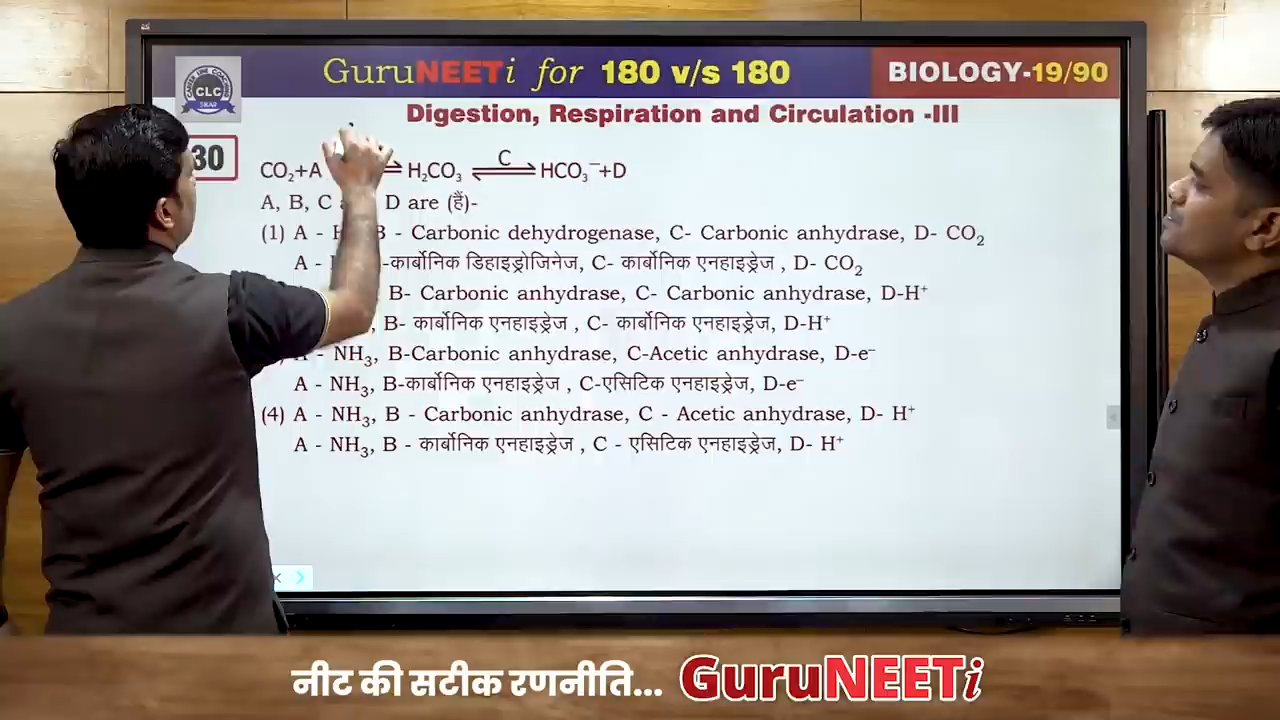 GuruNEETi for 180 v/s 180
BIOLOGY-19/90
CLC
SIKAR
Digestion, Respiration and Circulation -III
30
CO₂+A ⇌ H₂CO₃ ⇌ C HCO₃⁻+D
A, B, C D are (हैं)-
(1) A - B - Carbonic dehydrogenase, C- Carbonic anhydrase, D- CO₂
A - -कार्बोनिक डिहाइड्रोजिनेज, C- कार्बोनिक एनहाइड्रेज , D- CO₂
B- Carbonic anhydrase, C- Carbonic anhydrase, D-H⁺
, B- कार्बोनिक एनहाइड्रेज , C- कार्बोनिक एनहाइड्रेज, D-H⁺
A - NH₃, B-Carbonic anhydrase, C-Acetic anhydrase, D-e⁻
A - NH₃, B-कार्बोनिक एनहाइड्रेज , C-एसिटिक एनहाइड्रेज, D-e⁻
(4) A - NH₃, B - Carbonic anhydrase, C - Acetic anhydrase, D- H⁺
A - NH₃, B - कार्बोनिक एनहाइड्रेज , C - एसिटिक एनहाइड्रेज, D- H⁺
नीट की सटीक रणनीति... GuruNEETi